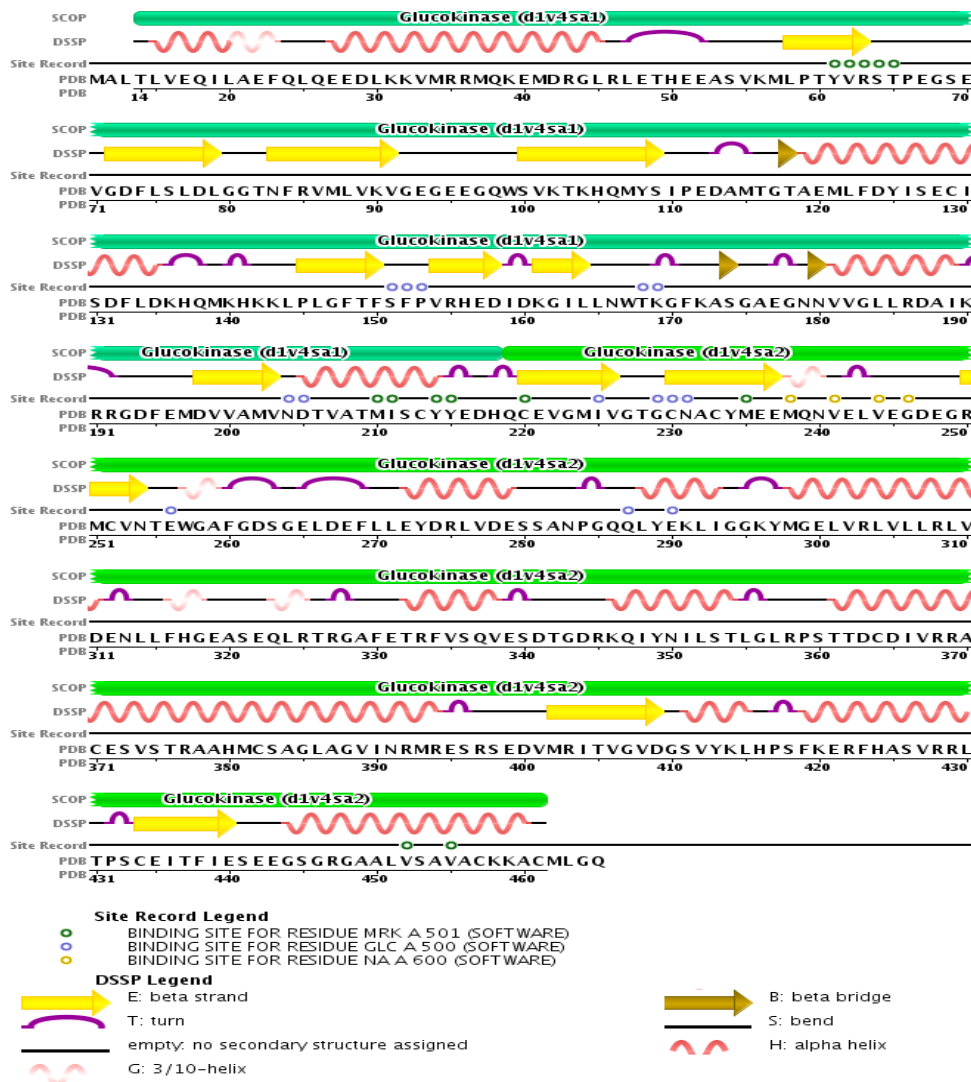 SCOP Glucokinase (d1v4sa1)
DSSP
Site Record
PDB MALTLVEQILAEFQLQEEDLKKVMRRMQKEMDRGLRLETHEEASVKMLPTYVRSTPEGSE
PDB 14 20 30 40 50 60 70
SCOP Glucokinase (d1v4sa1)
DSSP
Site Record
PDB VGDFLSLDLGGTNFRVMLVKVGEGEEGQWSVKTKHQMYSIPEDAMTGTAEMLFDYISECI
PDB 71 80 90 100 110 120 130
SCOP Glucokinase (d1v4sa1)
DSSP
Site Record
PDB SDFLDKHQMKHKKLPLGFTFSFPVRHEDIDKGILLNWTKGFKASGAEGNNVVGLLRDAIK
PDB 131 140 150 160 170 180 190
SCOP Glucokinase (d1v4sa1) Glucokinase (d1v4sa2)
DSSP
Site Record
PDB RRGDFEMDVVAMVNDTVATMISCYYEDHQCEVGMIVGTGCNACYMEEMQNVELVEGDEGR
PDB 191 200 210 220 230 240 250
SCOP Glucokinase (d1v4sa2)
DSSP
Site Record
PDB MCVNTEWGAFGDSGELDEFLLEYDRLVDESSANPGQQLYEKLIGGKYMGELVRLVLLRLV
PDB 251 260 270 280 290 300 310
SCOP Glucokinase (d1v4sa2)
DSSP
Site Record
PDB DENLLFHGEASEQLRTRGAFETRFVSQVESDTGDRKQIYNILSTLGLRPSTTDCDIVRRA
PDB 311 320 330 340 350 360 370
SCOP Glucokinase (d1v4sa2)
DSSP
Site Record
PDB CESVSTRAAHMCSAGLAGVINRMRESRSEDVMRITVGVDGSVYKLHPSFKERFHASVRRL
PDB 371 380 390 400 410 420 430
SCOP Glucokinase (d1v4sa2)
DSSP
Site Record
PDB TPSCEITFIESEEGSGRGAALVSAVACKKACMLGQ
PDB 431 440 450 460
Site Record Legend
BINDING SITE FOR RESIDUE MRK A 501 (SOFTWARE)
BINDING SITE FOR RESIDUE GLC A 500 (SOFTWARE)
BINDING SITE FOR RESIDUE NA A 600 (SOFTWARE)
DSSP Legend
E: beta strand B: beta bridge
T: turn S: bend
empty: no secondary structure assigned H: alpha helix
G: 3/10-helix